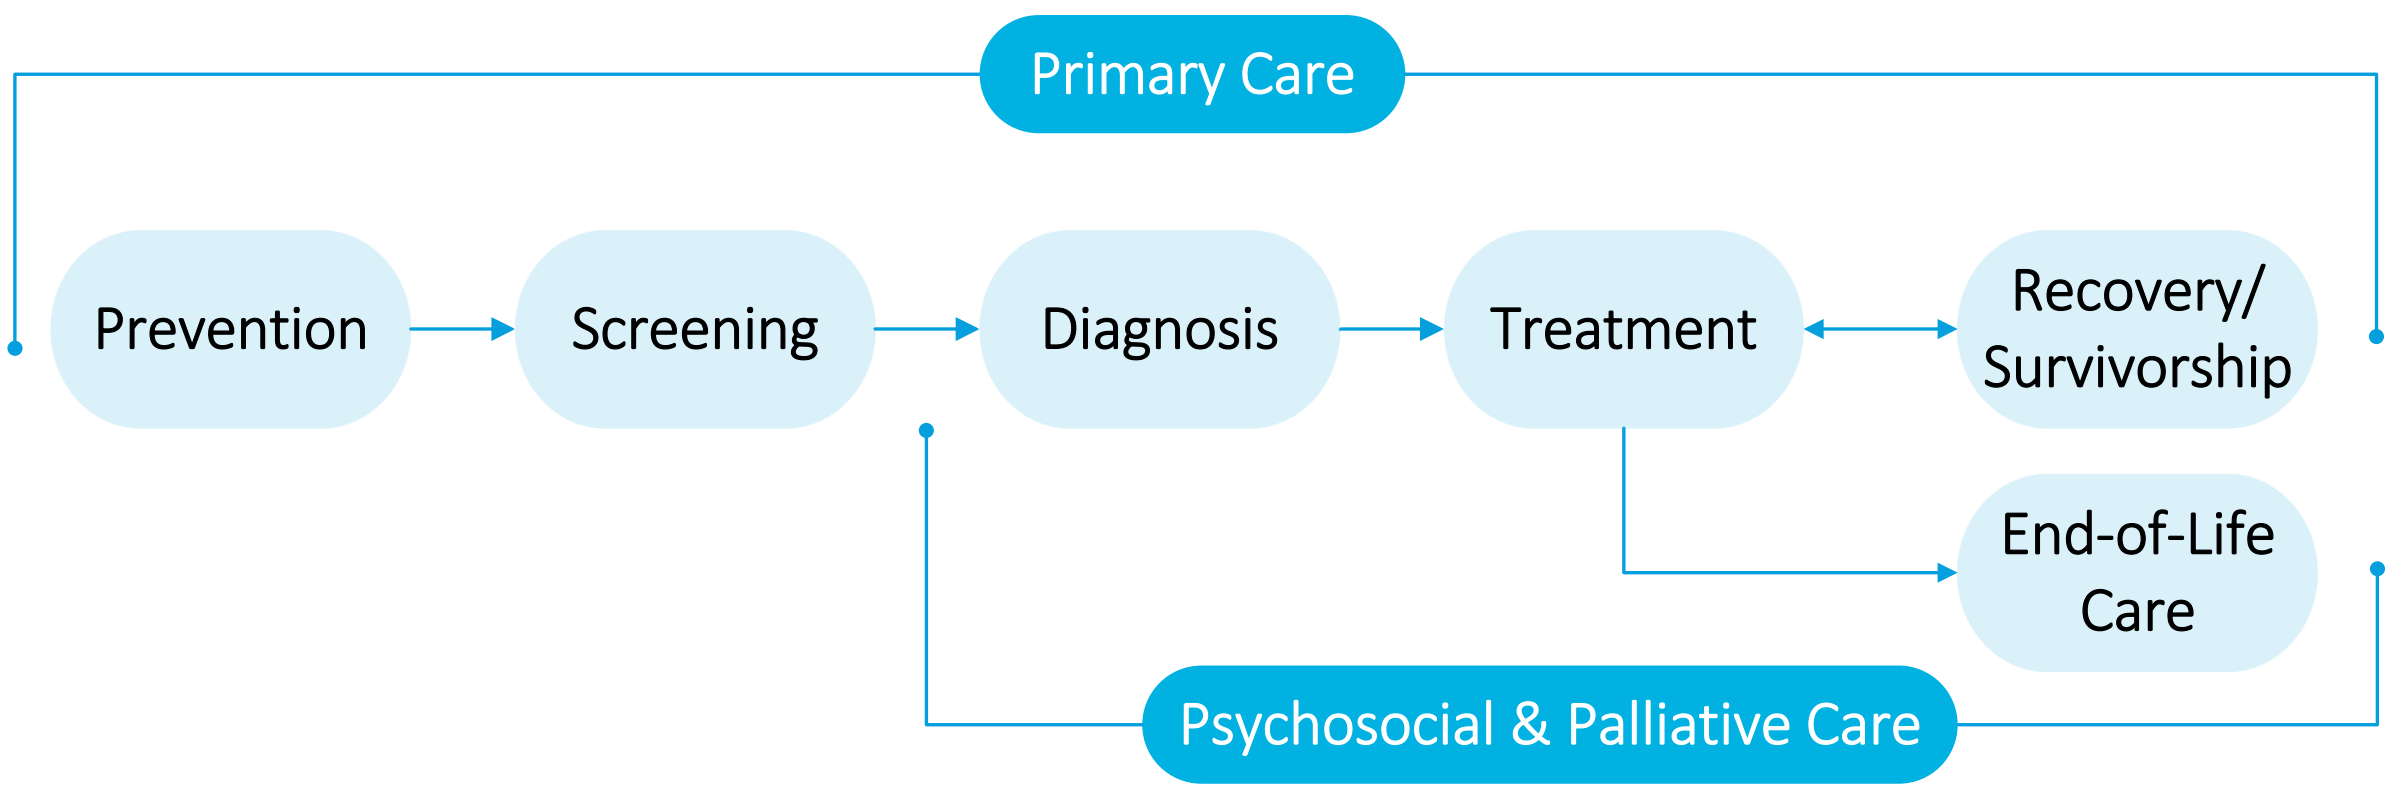 Primary Care
Prevention
Screening
Diagnosis
Treatment
Recovery/
Survivorship
End-of-Life
Care
Psychosocial & Palliative Care